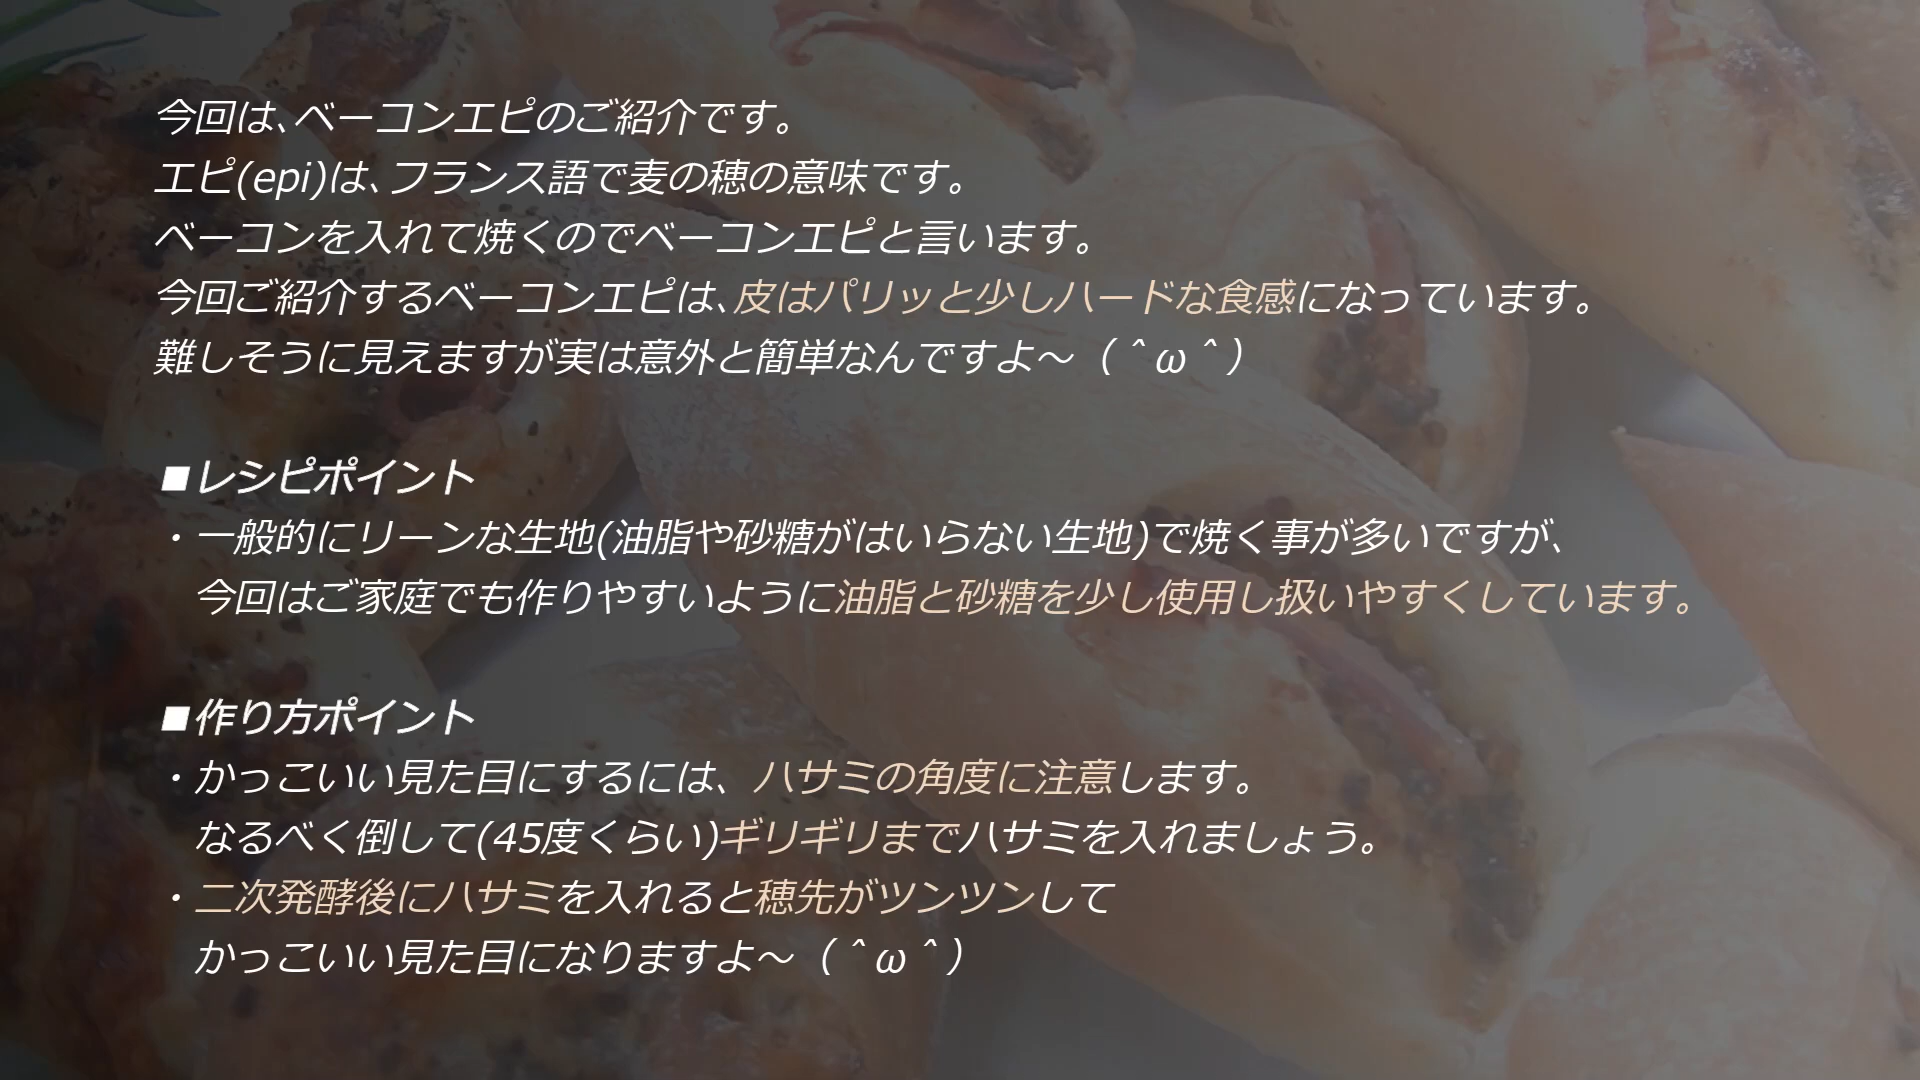 今回は、ベーコンエピのご紹介です。
エピ(epi)は、フランス語で麦の穂の意味です。
ベーコンを入れて焼くのでベーコンエピと言います。
今回ご紹介するベーコンエピは、皮はパリッと少しハードな食感になっています。
難しそうに見えますが実は意外と簡単なんですよ～（＾ω＾）
■レシピポイント
・一般的にリーンな生地(油脂や砂糖がはいらない生地)で焼く事が多いですが、
今回はご家庭でも作りやすいように油脂と砂糖を少し使用し扱いやすくしています。
■作り方ポイント
・かっこいい見た目にするには、ハサミの角度に注意します。
なるべく倒して(45度くらい)ギリギリまでハサミを入れましょう。
・二次発酵後にハサミを入れると穂先がツンツンして
かっこいい見た目になりますよ～（＾ω＾）